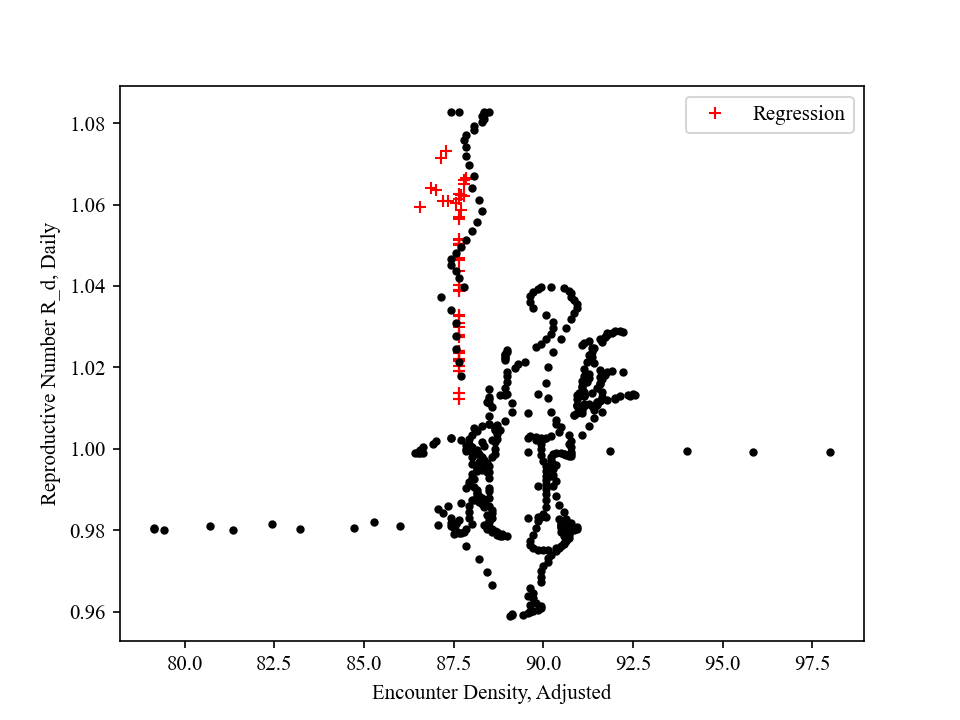 Regression
1.08
1.06
1.04
1.02
1.00
0.98
0.96
Reproductive Number R_d, Daily
80.0 82.5 85.0 87.5 90.0 92.5 95.0 97.5
Encounter Density, Adjusted